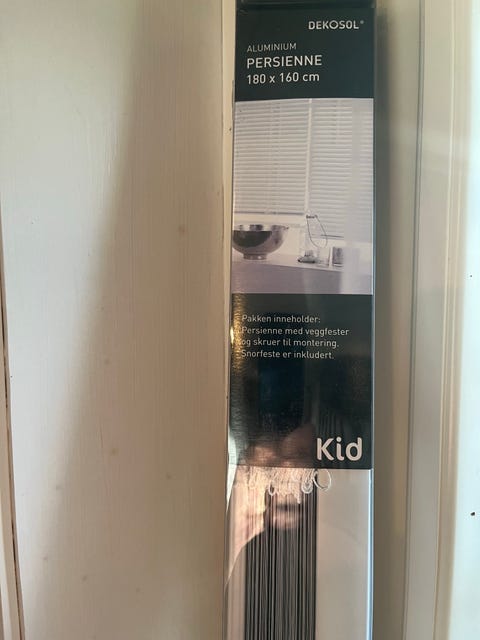 DEKOSOL®
ALUMINIUM
PERSIENNE
180 x 160 cm
Pakken inneholder:
Persienne med veggfester
og skruer til montering.
Snorfeste er inkludert.
Kid